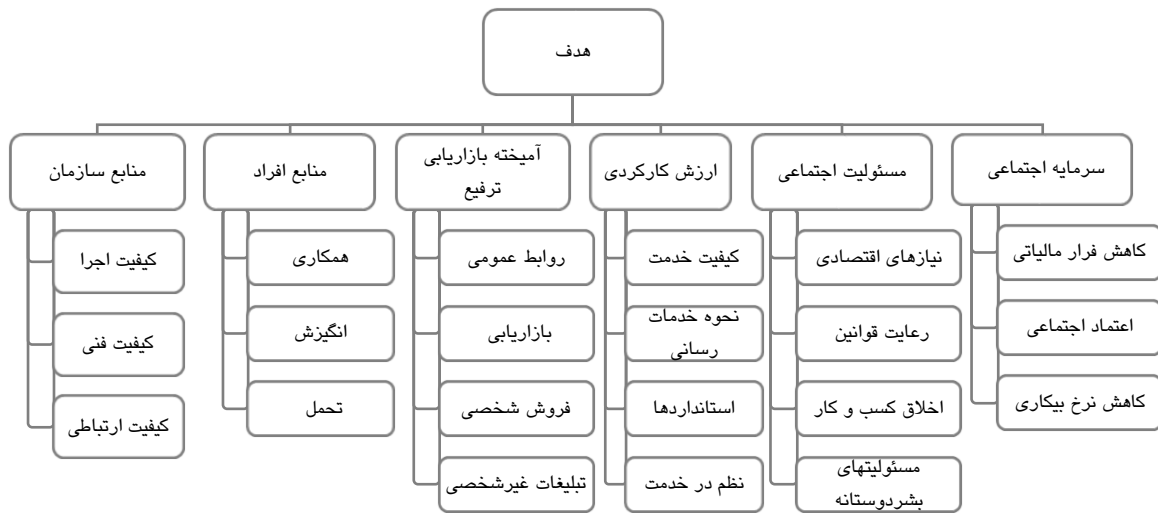 هدف
سرمایه اجتماعی
کاهش فرار مالیاتی
اعتماد اجتماعی
کاهش نرخ بیکاری
مسئولیت اجتماعی
نیازهای اقتصادی
رعایت قوانین
اخلاق کسب و کار
مسئولیتهای
بشردوستانه
ارزش کارکردی
کیفیت خدمت
نحوه خدمات
رسانی
استانداردها
نظم در خدمت
آمیخته بازاریابی
ترفیع
روابط عمومی
بازاریابی
فروش شخصی
تبلیغات غیرشخصی
منابع افراد
همکاری
انگیزش
تحمل
منابع سازمان
کیفیت اجرا
کیفیت فنی
کیفیت ارتباطی